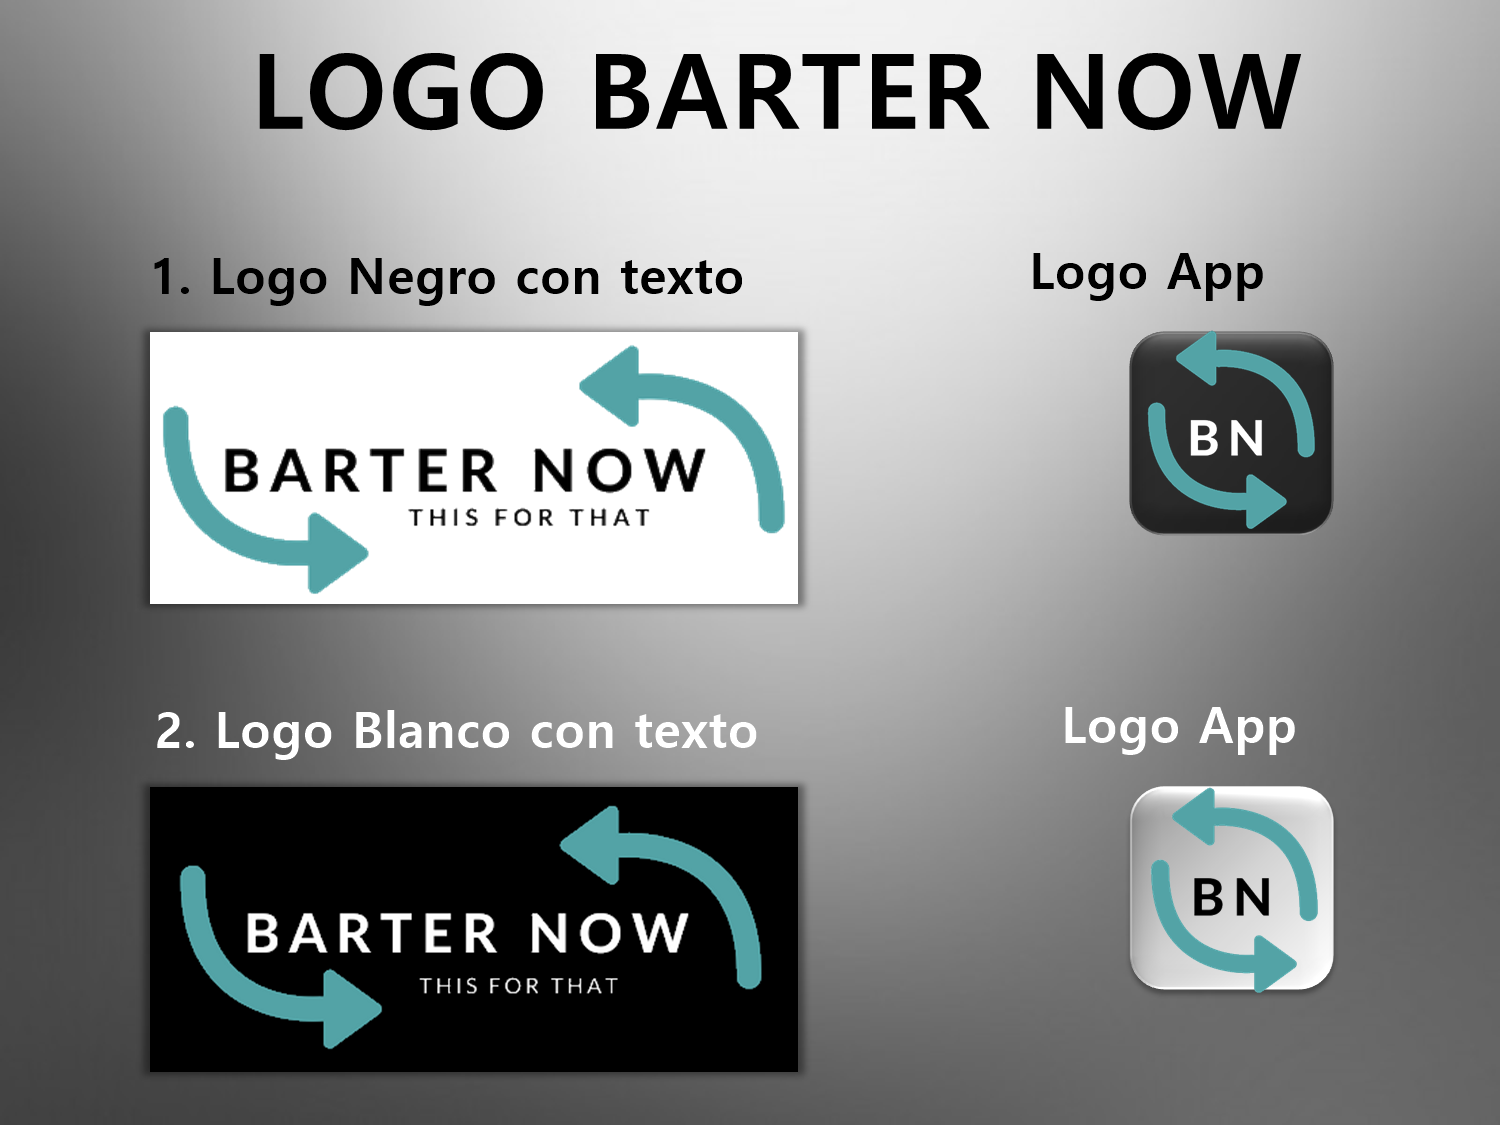 LOGO BARTER NOW
1. Logo Negro con texto
Logo App
BARTER NOW
THIS FOR THAT
BN
2. Logo Blanco con texto
Logo App
BARTER NOW
THIS FOR THAT
BN